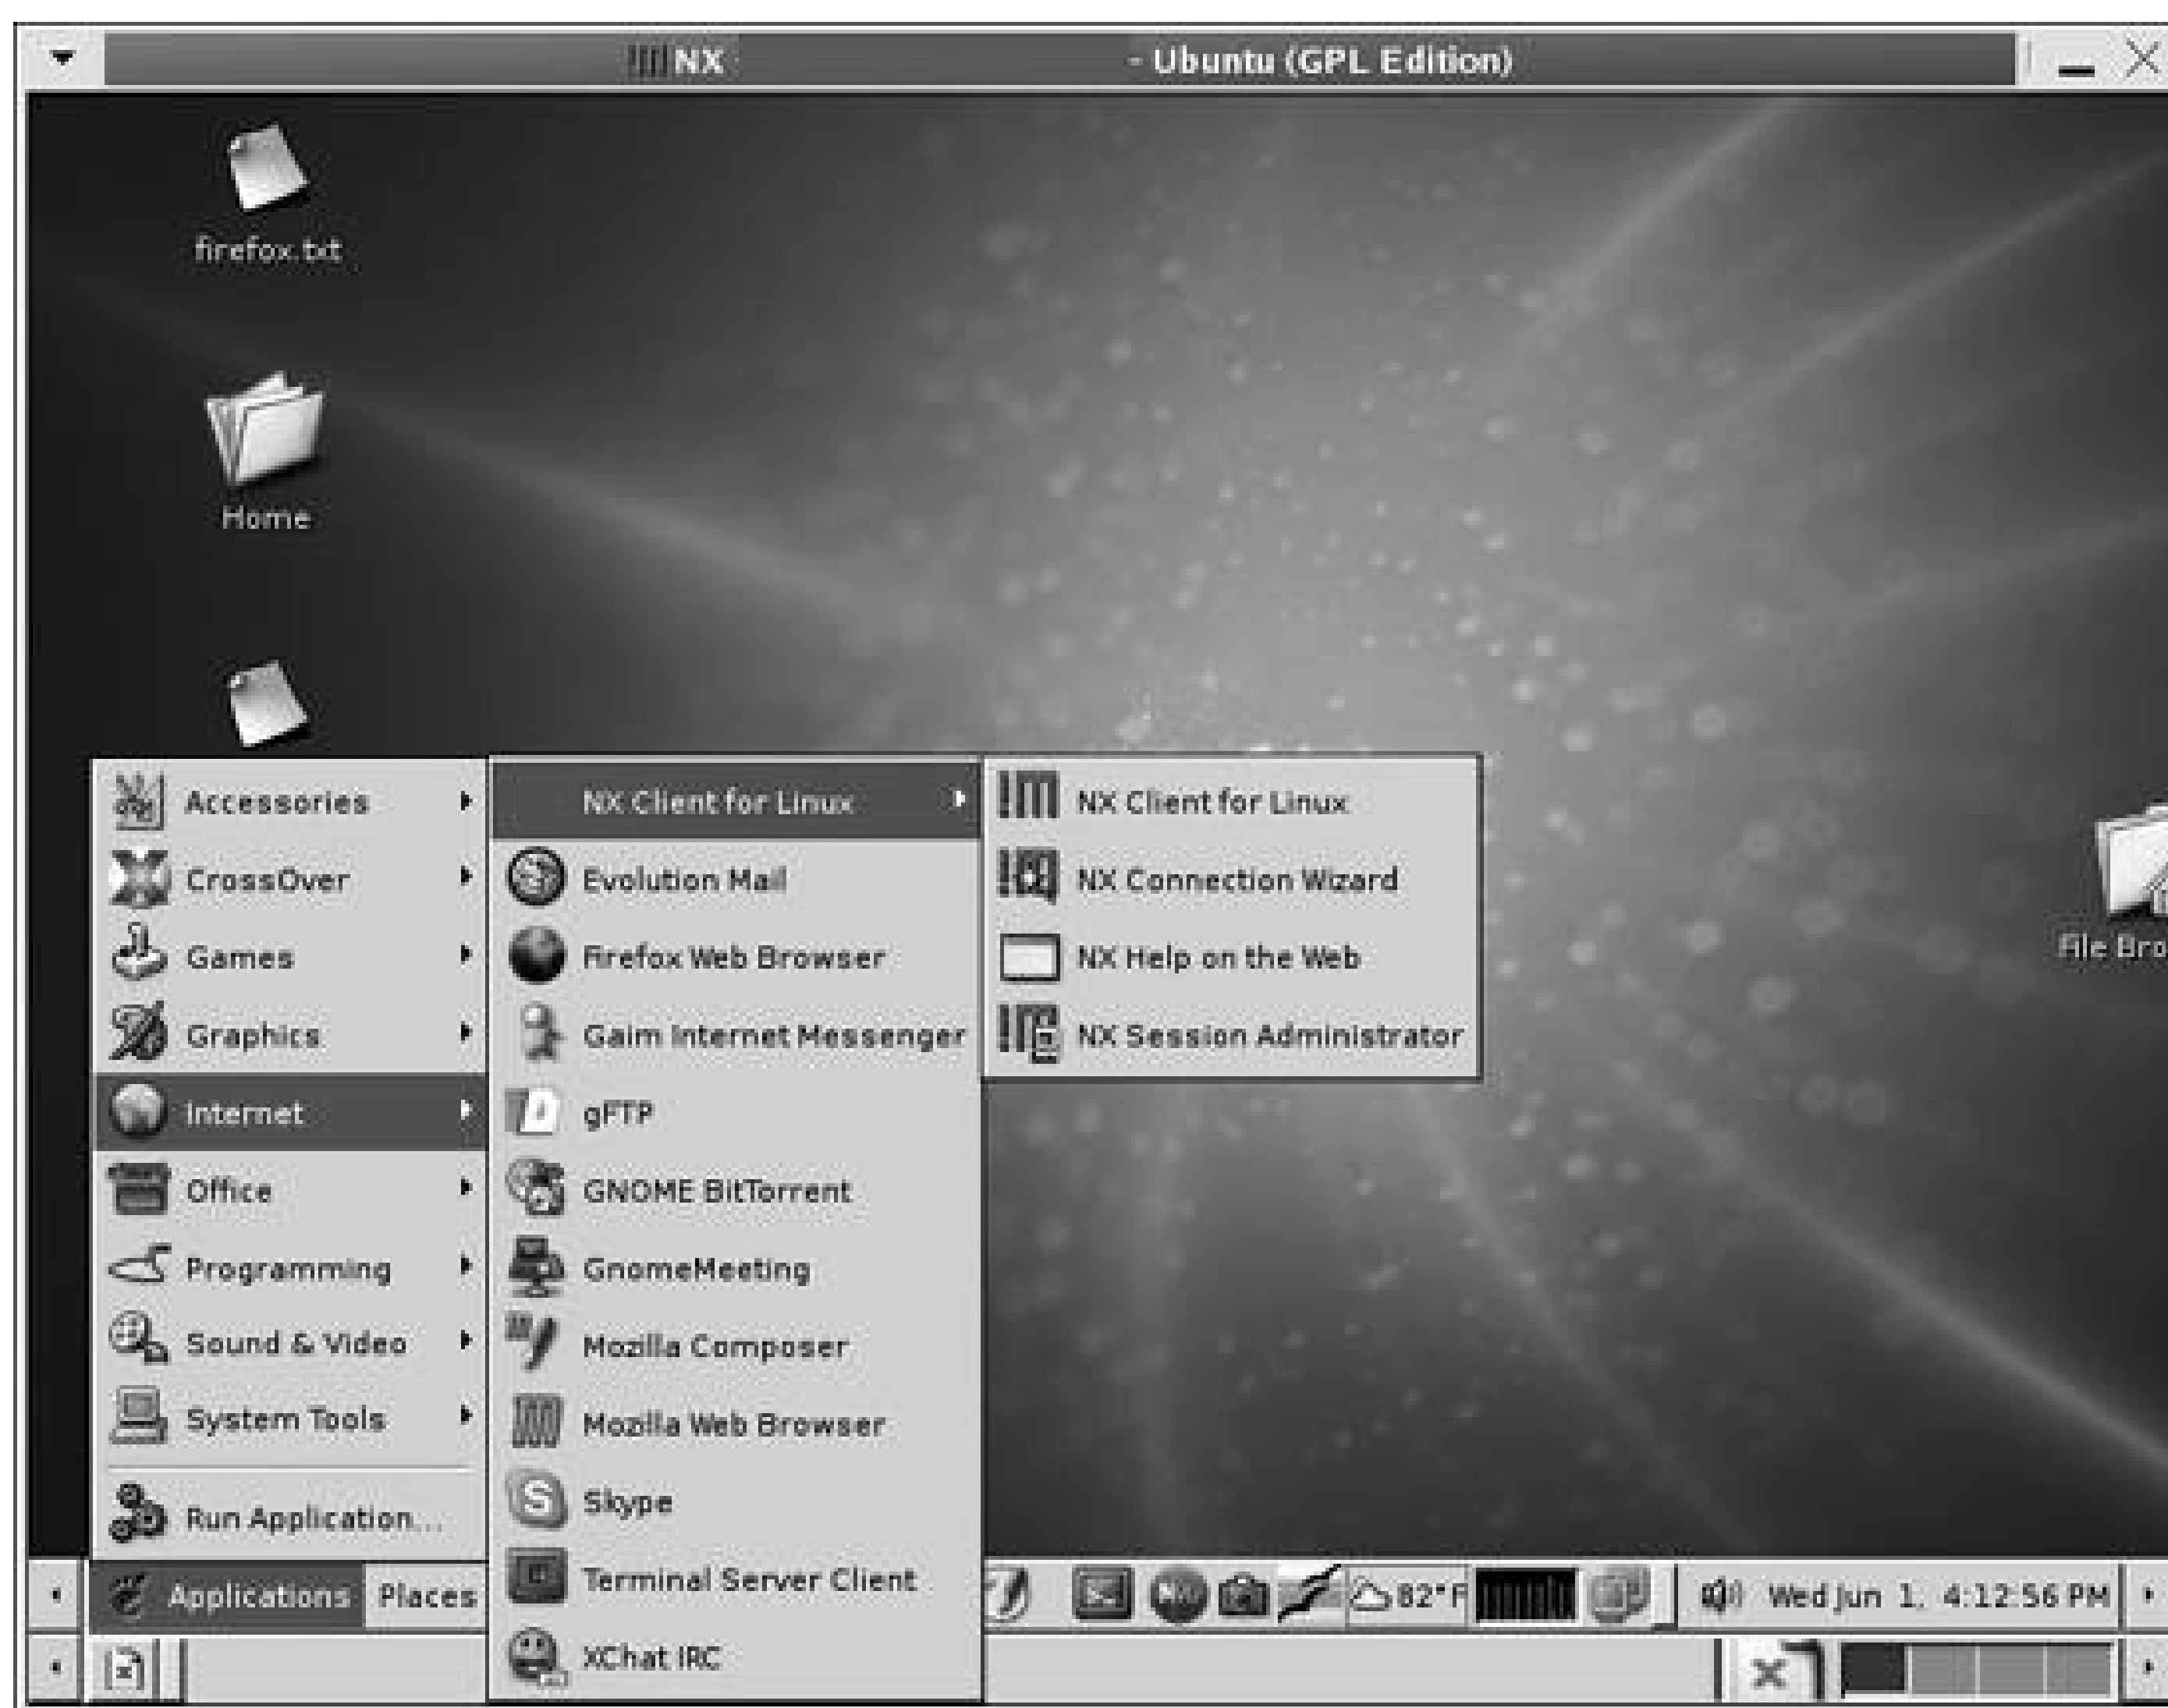 NX - Ubuntu (GPL Edition)
firefox.txt
Home
File Bro
Accessories
CrossOver
Games
Graphics
Internet
Office
Programming
Sound & Video
System Tools
Run Application...
NX Client for Linux
Evolution Mail
Firefox Web Browser
Gaim Internet Messenger
gFTP
GNOME BitTorrent
GnomeMeeting
Mozilla Composer
Mozilla Web Browser
Skype
Terminal Server Client
XChat IRC
NX Client for Linux
NX Connection Wizard
NX Help on the Web
NX Session Administrator
Applications Places 82°F Wed Jun 1, 4:12:56 PM